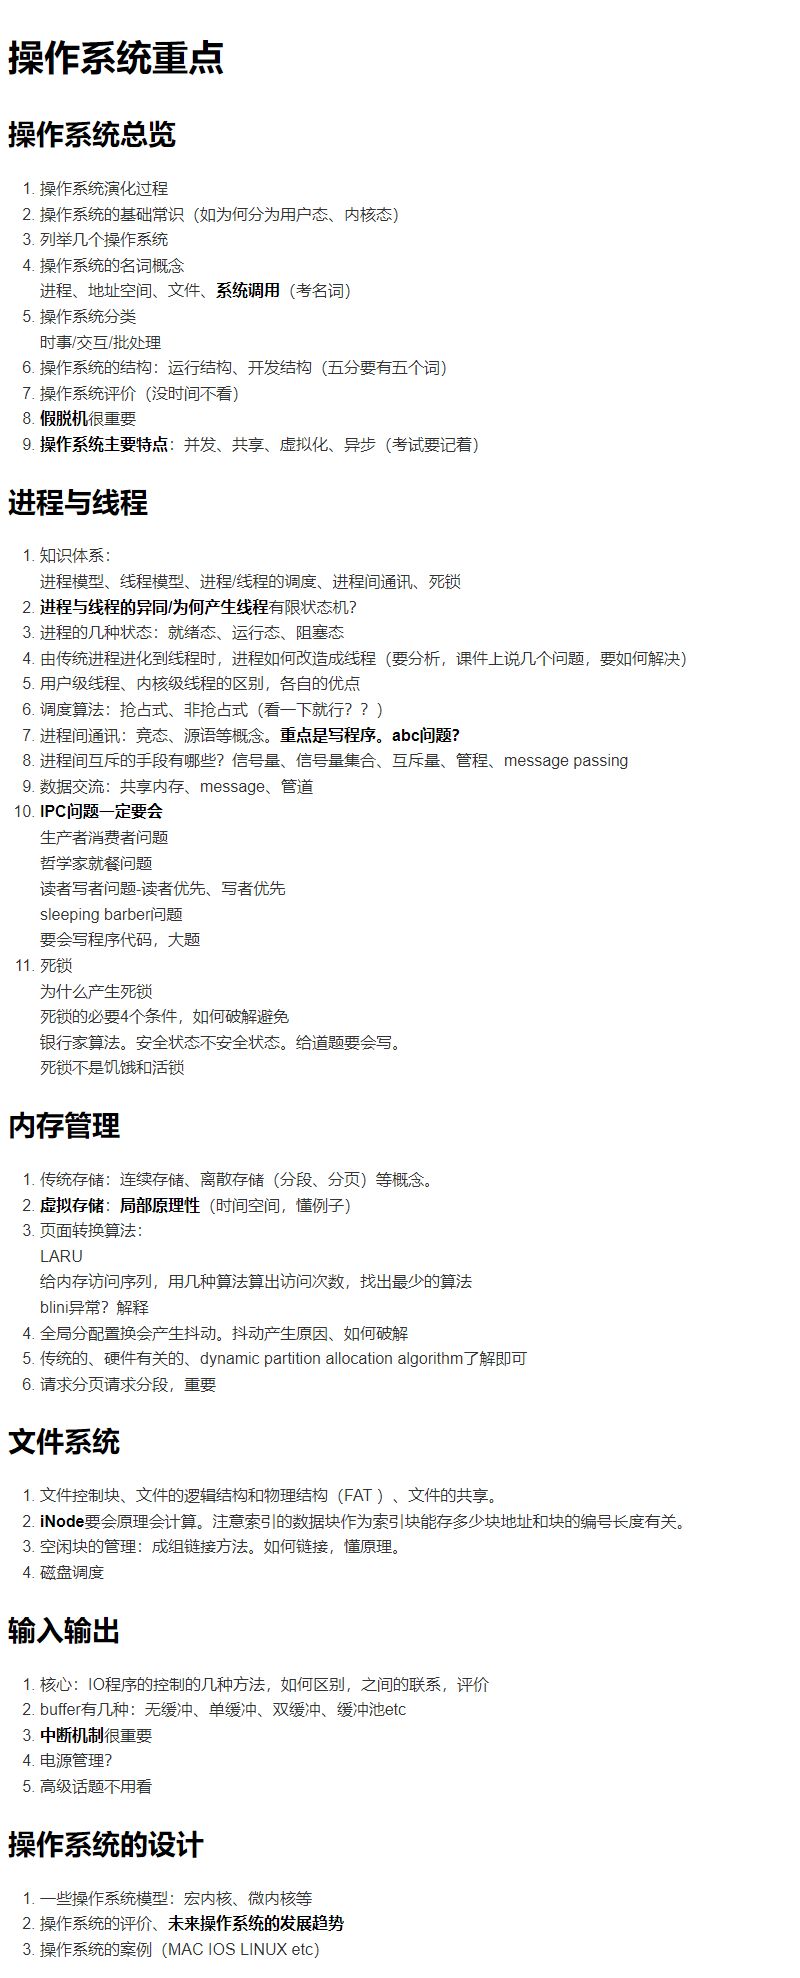 操作系统重点
操作系统总览
1. 操作系统演化过程
2. 操作系统的基础常识（如为何分为用户态、内核态）
3. 列举几个操作系统
4. 操作系统的名词概念
进程、地址空间、文件、系统调用（考名词）
5. 操作系统分类
时事/交互/批处理
6. 操作系统的结构：运行结构、开发结构（五分要有五个词）
7. 操作系统评价（没时间不看）
8. 假脱机很重要
9. 操作系统主要特点：并发、共享、虚拟化、异步（考试要记着）
进程与线程
1. 知识体系：
进程模型、线程模型、进程/线程的调度、进程间通讯、死锁
2. 进程与线程的异同/为何产生线程有限状态机？
3. 进程的几种状态：就绪态、运行态、阻塞态
4. 由传统进程进化到线程时，进程如何改造成线程（要分析，课件上说几个问题，要如何解决）
5. 用户级线程、内核级线程的区别，各自的优点
6. 调度算法：抢占式、非抢占式（看一下就行？？）
7. 进程间通讯：竞态、源语等概念。重点是写程序。abc问题?
8. 进程间互斥的手段有哪些？信号量、信号量集合、互斥量、管程、message passing
9. 数据交流：共享内存、message、管道
10. IPC问题一定要会
生产者消费者问题
哲学家就餐问题
读者写者问题-读者优先、写者优先
sleeping barber问题
要会写程序代码，大题
11. 死锁
为什么产生死锁
死锁的必要4个条件，如何破解避免
银行家算法。安全状态不安全状态。给道题要会写。
死锁不是饥饿和活锁
内存管理
1. 传统存储：连续存储、离散存储（分段、分页）等概念。
2. 虚拟存储：局部原理性（时间空间，懂例子）
3. 页面转换算法：
LARU
给内存访问序列，用几种算法算出访问次数，找出最少的算法
blini异常？解释
4. 全局分配置换会产生抖动。抖动产生原因、如何破解
5. 传统的、硬件有关的、dynamic partition allocation algorithm了解即可
6. 请求分页请求分段，重要
文件系统
1. 文件控制块、文件的逻辑结构和物理结构（FAT ）、文件的共享。
2. iNode要会原理会计算。注意索引的数据块作为索引块能存多少块地址和块的编号长度有关。
3. 空闲块的管理：成组链接方法。如何链接，懂原理。
4. 磁盘调度
输入输出
1. 核心：IO程序的控制的几种方法，如何区别，之间的联系，评价
2. buffer有几种：无缓冲、单缓冲、双缓冲、缓冲池etc
3. 中断机制很重要
4. 电源管理?
5. 高级话题不用看
操作系统的设计
1. 一些操作系统模型：宏内核、微内核等
2. 操作系统的评价、未来操作系统的发展趋势
3. 操作系统的案例（MAC IOS LINUX etc）